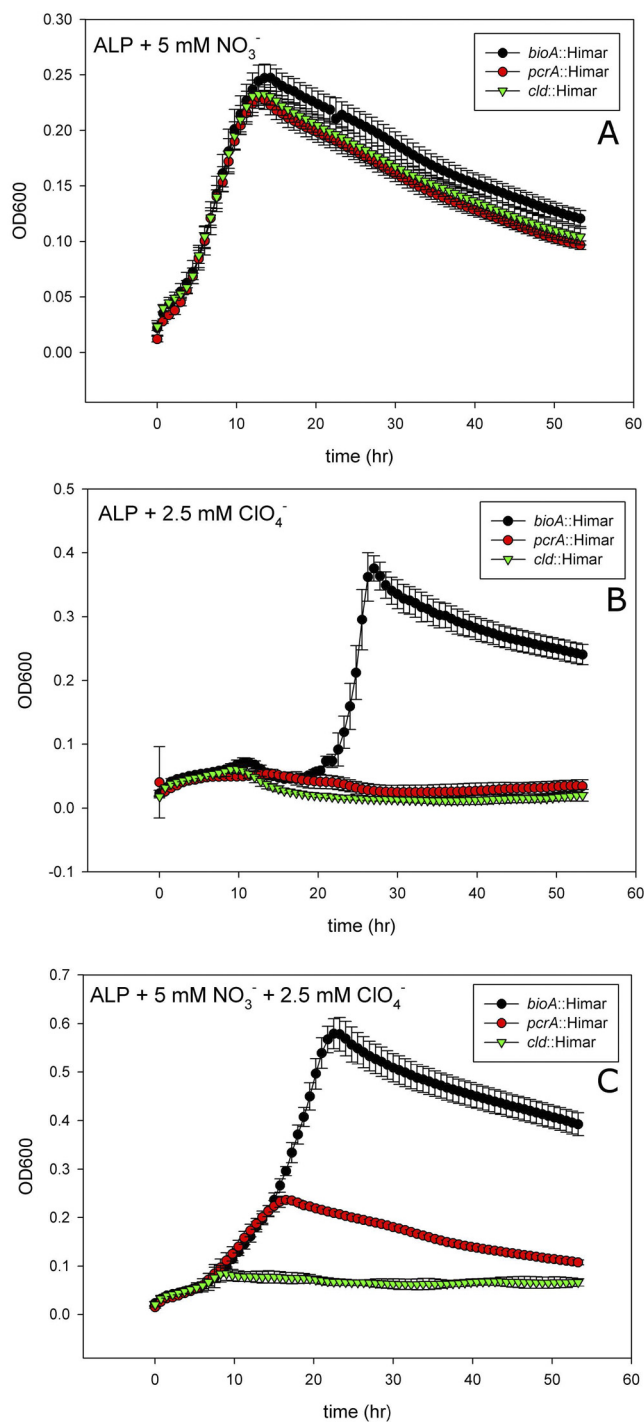 ALP + 5 mM NO₃⁻
bioA::Himar
pcrA::Himar
cld::Himar
A
0.30
0.25
0.20
0.15
0.10
0.05
0.00
OD600
0 10 20 30 40 50 60
time (hr)
ALP + 2.5 mM ClO₄⁻
bioA::Himar
pcrA::Himar
cld::Himar
B
0.5
0.4
0.3
0.2
0.1
0.0
-0.1
OD600
0 10 20 30 40 50 60
time (hr)
ALP + 5 mM NO₃⁻ + 2.5 mM ClO₄⁻
bioA::Himar
pcrA::Himar
cld::Himar
C
0.7
0.6
0.5
0.4
0.3
0.2
0.1
0.0
OD600
0 10 20 30 40 50 60
time (hr)